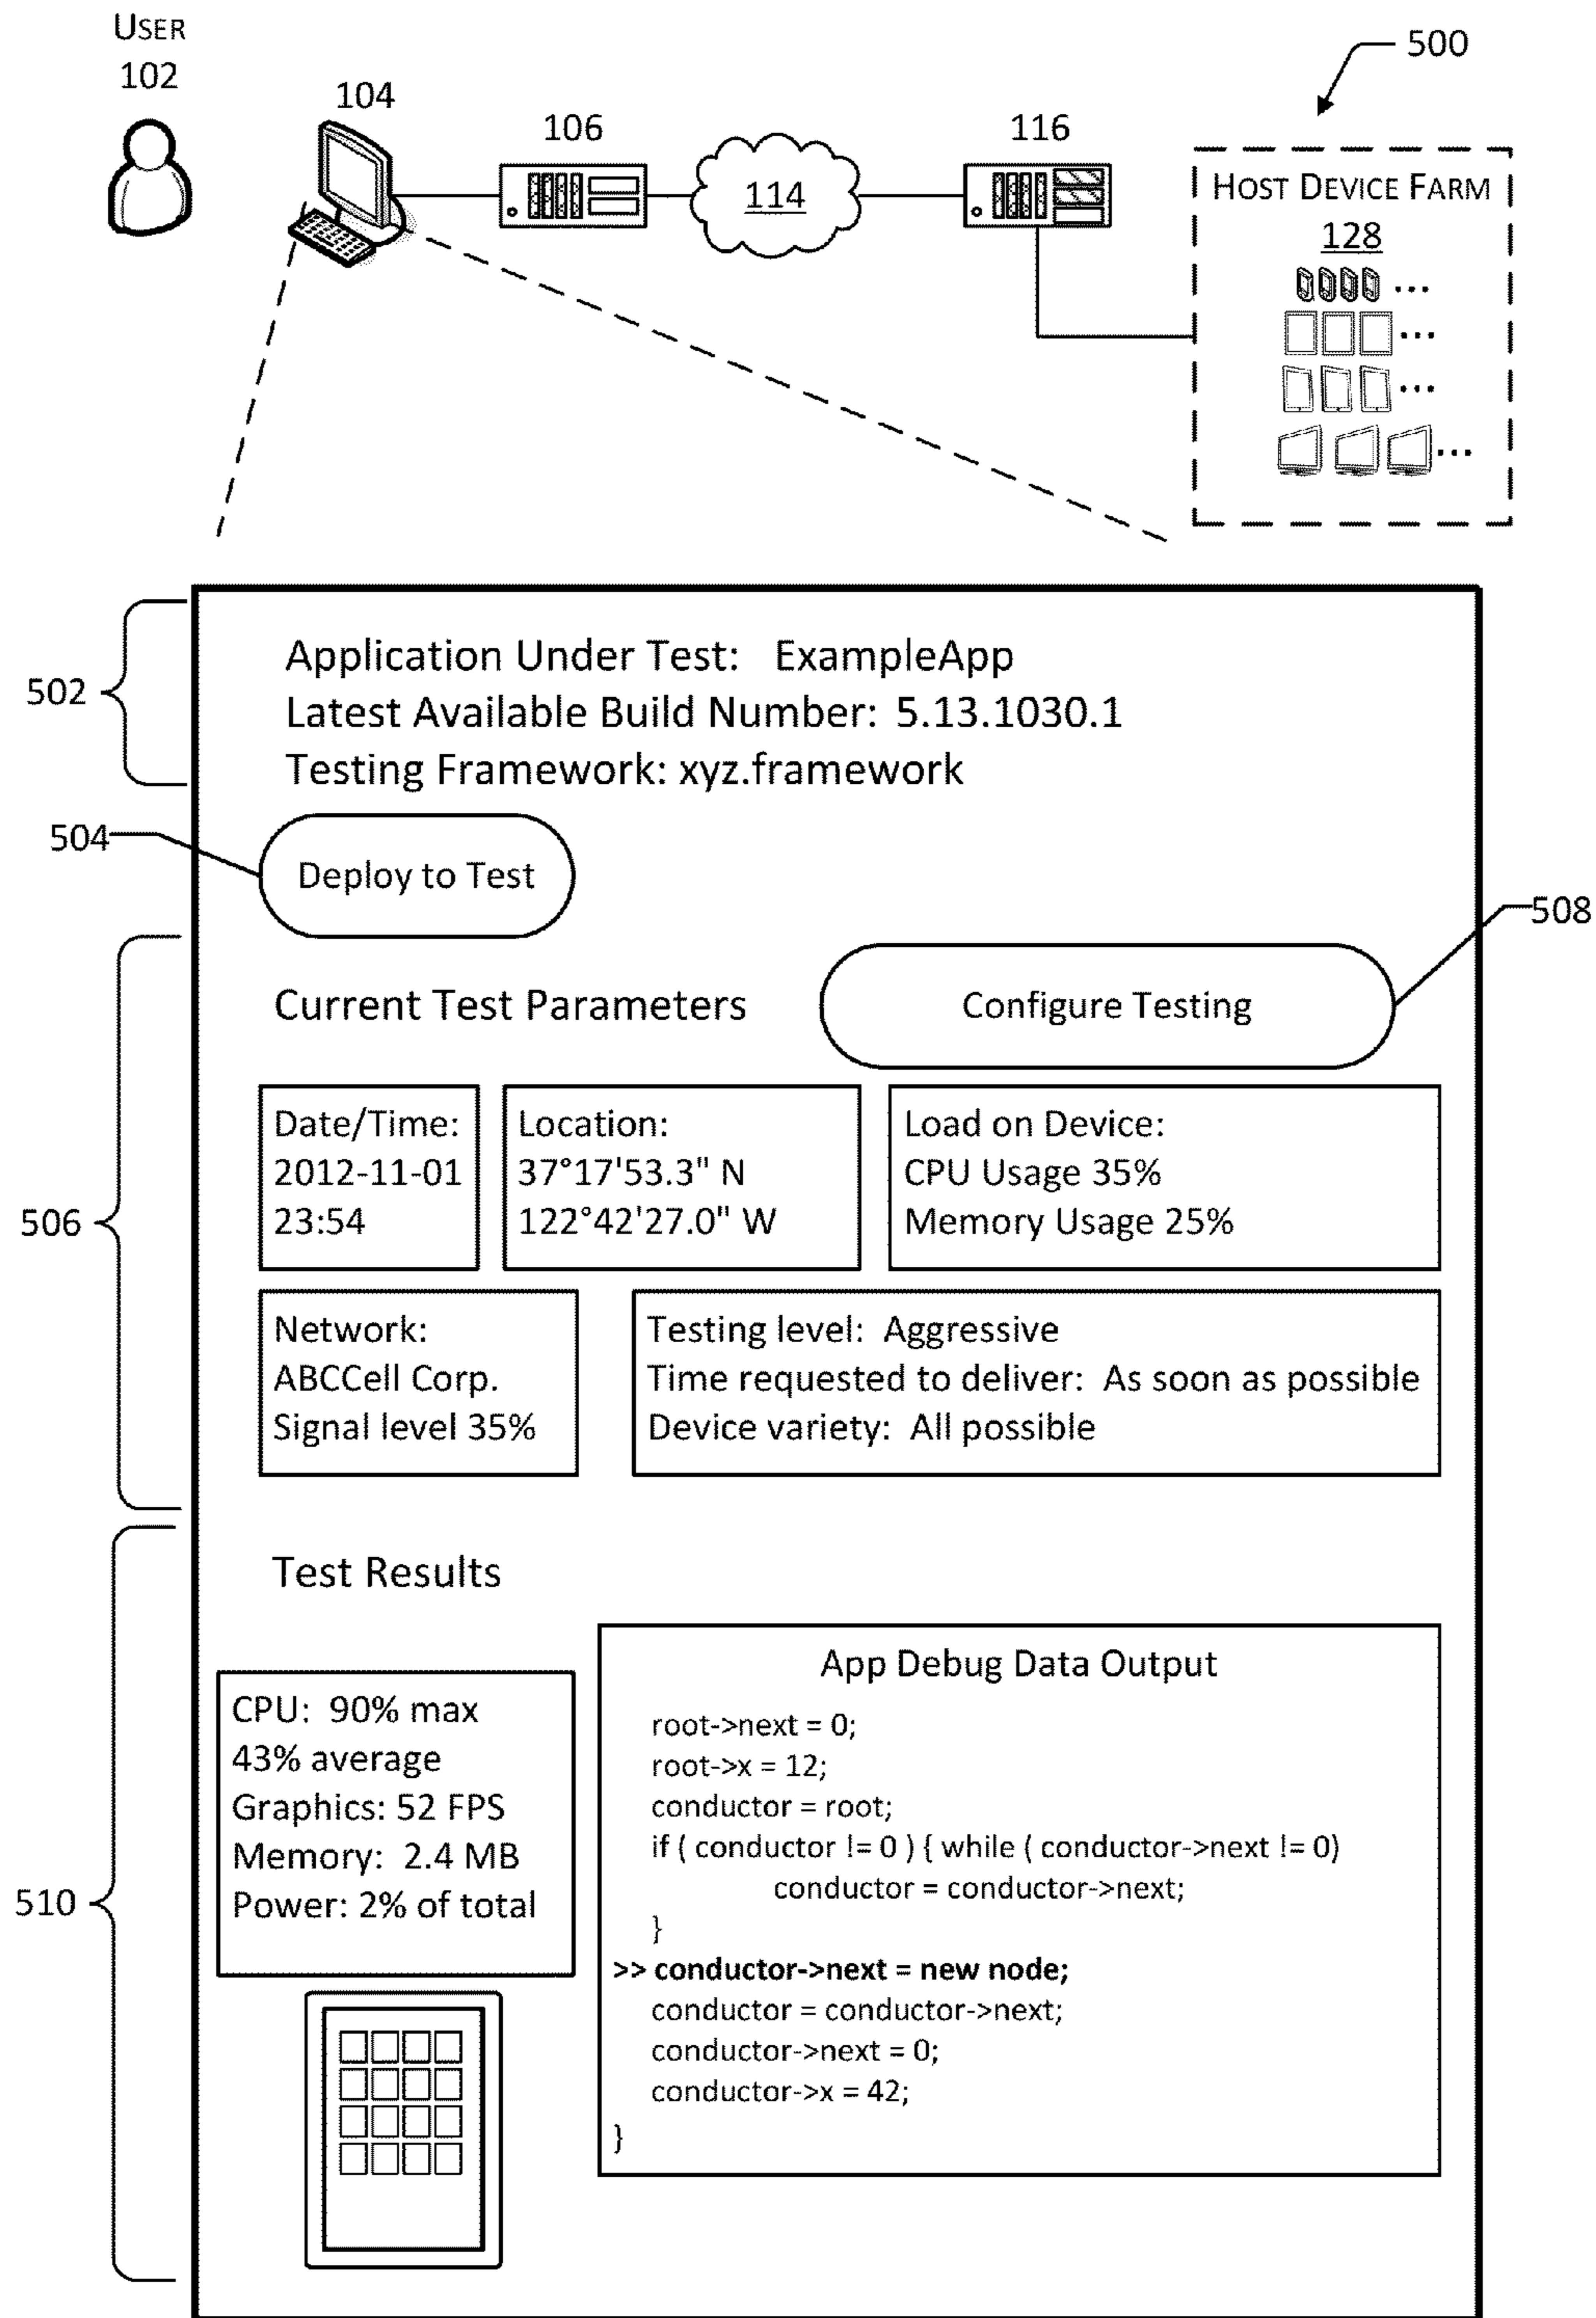 USER
102
104
106
114
116
500
HOST DEVICE FARM
128
...
...
...
...
502
Application Under Test: ExampleApp
Latest Available Build Number: 5.13.1030.1
Testing Framework: xyz.framework
504
Deploy to Test
508
506
Current Test Parameters
Configure Testing
Date/Time:
2012-11-01
23:54
Location:
37°17'53.3" N
122°42'27.0" W
Load on Device:
CPU Usage 35%
Memory Usage 25%
Network:
ABCCell Corp.
Signal level 35%
Testing level: Aggressive
Time requested to deliver: As soon as possible
Device variety: All possible
510
Test Results
CPU: 90% max
43% average
Graphics: 52 FPS
Memory: 2.4 MB
Power: 2% of total
App Debug Data Output
root->next = 0;
root->x = 12;
conductor = root;
if ( conductor != 0 ) { while ( conductor->next != 0)
conductor = conductor->next;
}
>> conductor->next = new node;
conductor = conductor->next;
conductor->next = 0;
conductor->x = 42;
}